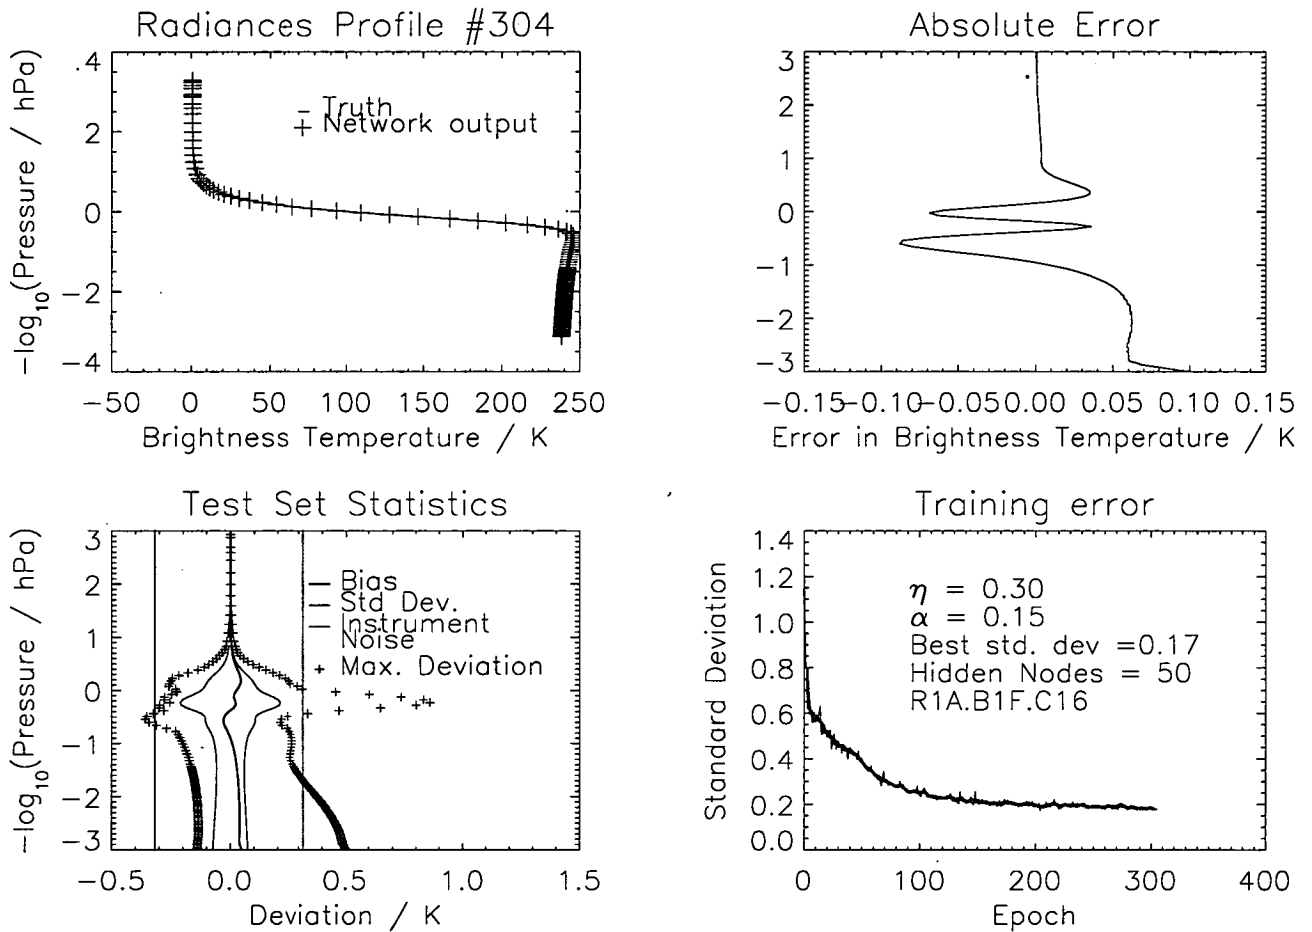 Radiances Profile #304
−log10(Pressure / hPa)
4
2
0
−2
−4
− Truth
+ Network output
−50 0 50 100 150 200 250
Brightness Temperature / K
Absolute Error
3
2
1
0
−1
−2
−3
−0.15−0.10−0.050.00 0.05 0.10 0.15
Error in Brightness Temperature / K
Test Set Statistics
−log10(Pressure / hPa)
3
2
1
0
−1
−2
−3
− Bias
− Std Dev.
− Instrument
Noise
+ Max. Deviation
−0.5 0.0 0.5 1.0 1.5
Deviation / K
Training error
Standard Deviation
1.4
1.2
1.0
0.8
0.6
0.4
0.2
0.0
η = 0.30
α = 0.15
Best std. dev =0.17
Hidden Nodes = 50
R1A.B1F.C16
0 100 200 300 400
Epoch